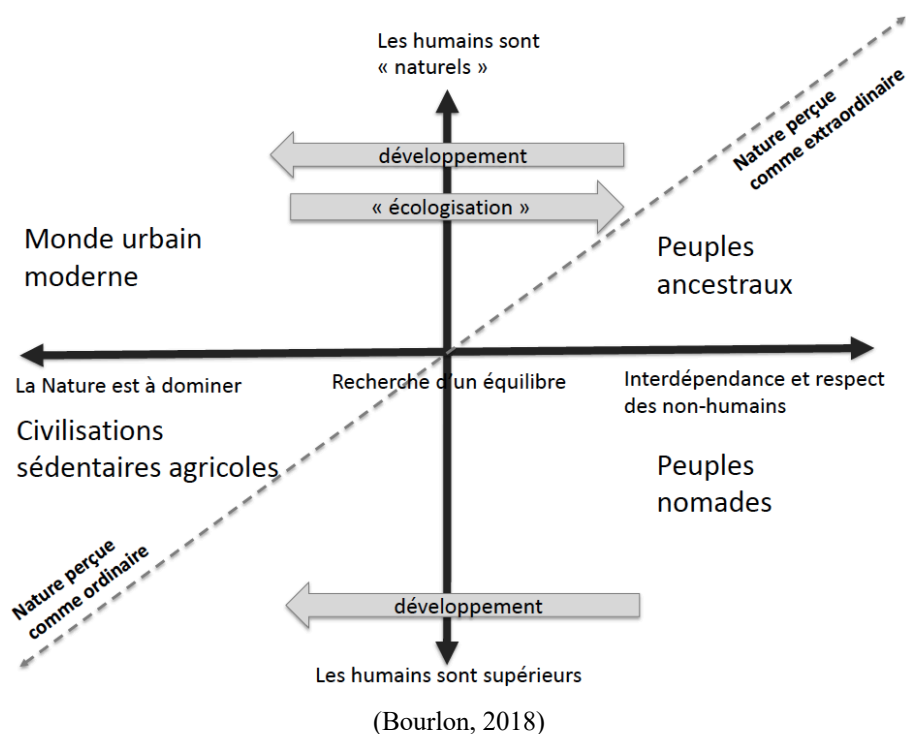 Les humains sont
« naturels »
Nature perçue
comme extraordinaire
développement
« écologisation »
Monde urbain
moderne
Peuples
ancestraux
La Nature est à dominer
Recherche d'un équilibre
Interdépendance et respect
des non-humains
Civilisations
sédentaires agricoles
Peuples
nomades
Nature perçue
comme ordinaire
développement
Les humains sont supérieurs
(Bourlon, 2018)